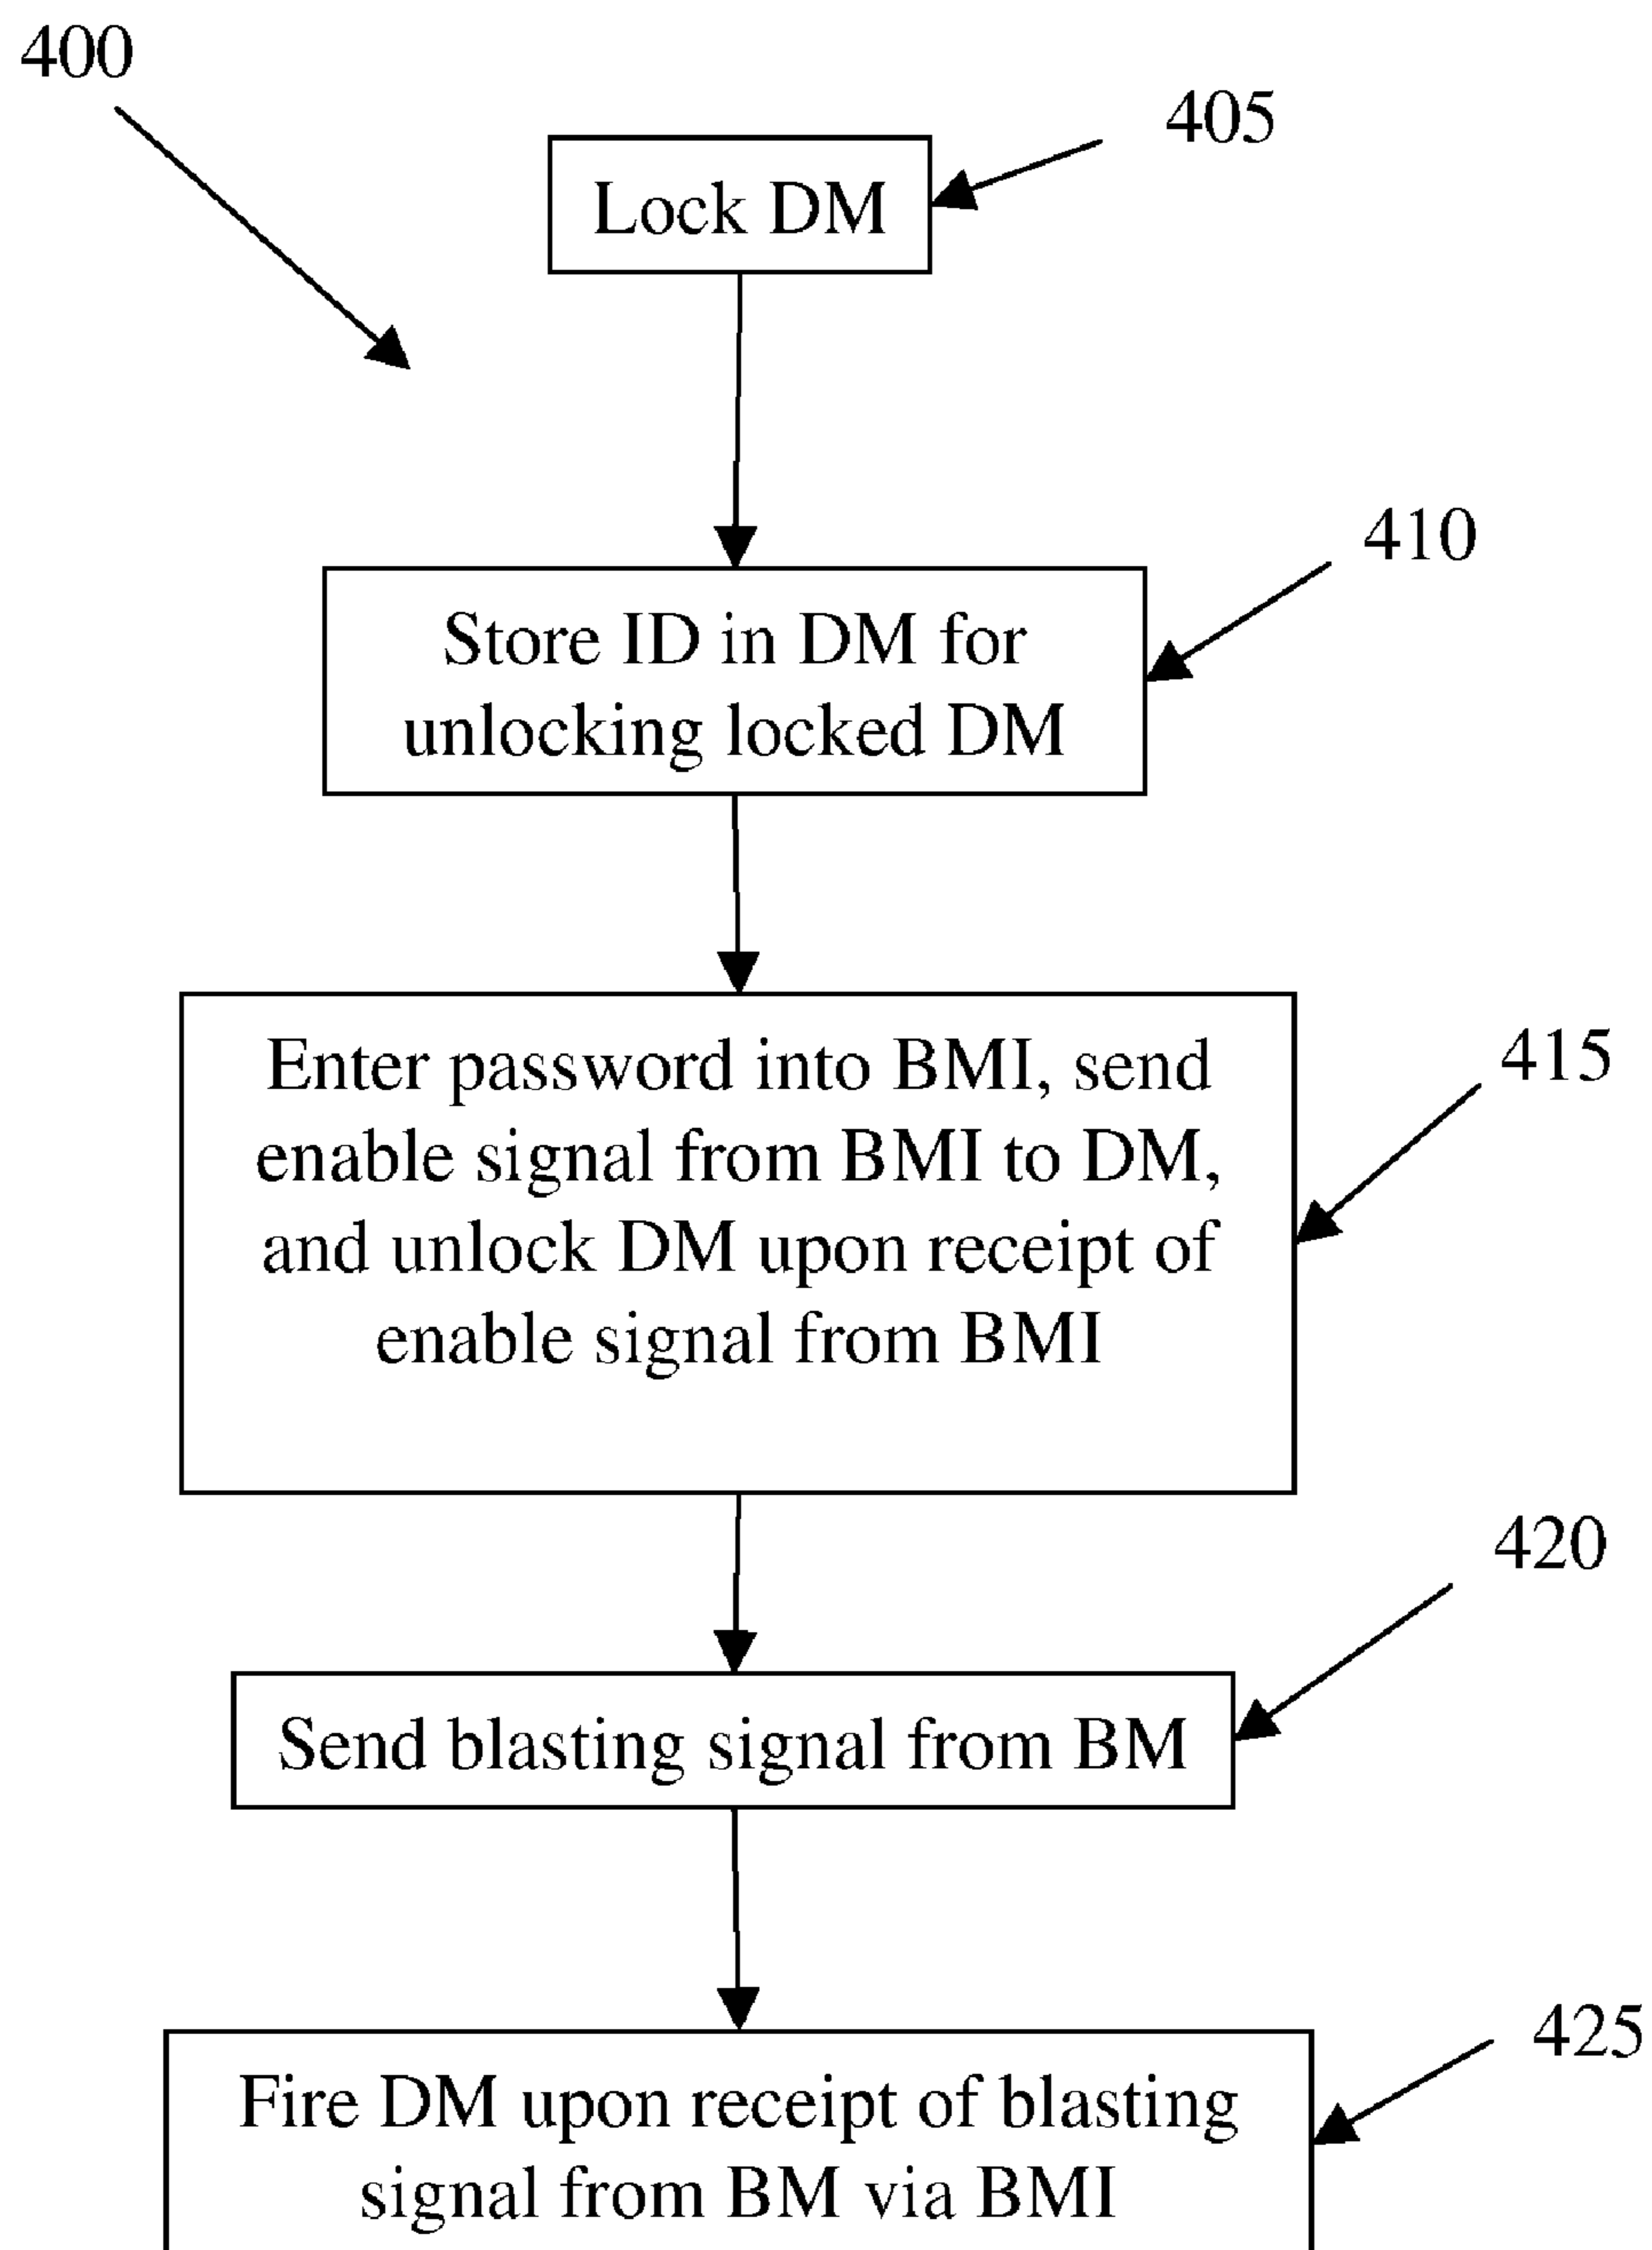 400
405
Lock DM
410
Store ID in DM for
unlocking locked DM
415
Enter password into BMI, send
enable signal from BMI to DM,
and unlock DM upon receipt of
enable signal from BMI
420
Send blasting signal from BM
425
Fire DM upon receipt of blasting
signal from BM via BMI